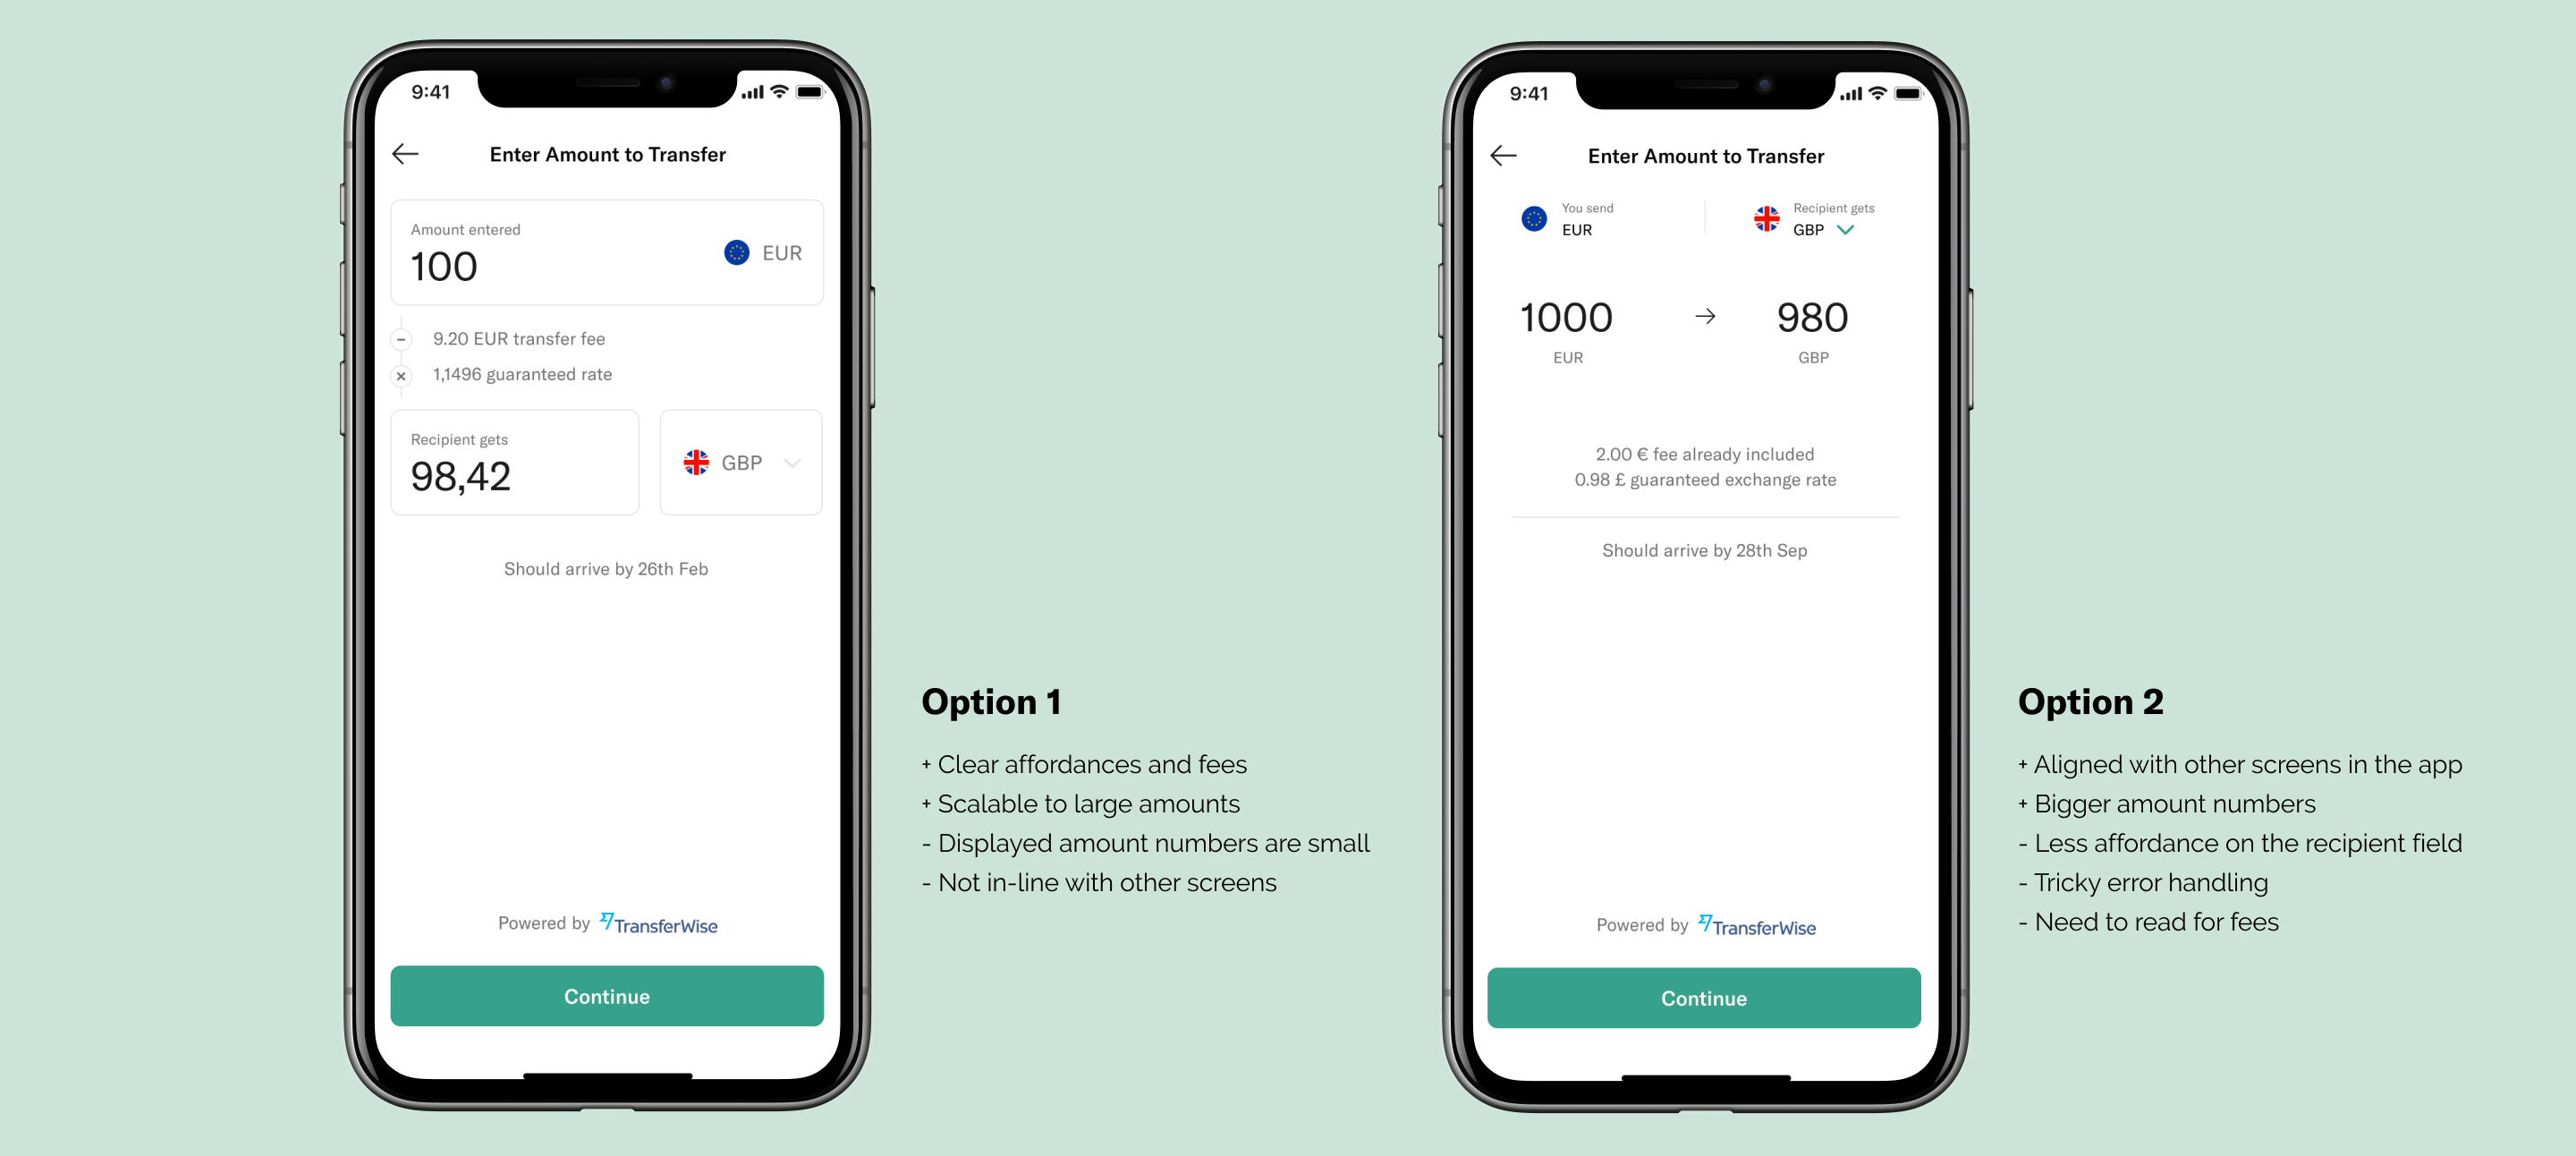 9:41
Enter Amount to Transfer
Amount entered
100
EUR
9.20 EUR transfer fee
1,1496 guaranteed rate
Recipient gets
98,42
GBP
Should arrive by 26th Feb
Powered by TransferWise
Continue
Option 1
+ Clear affordances and fees
+ Scalable to large amounts
- Displayed amount numbers are small
- Not in-line with other screens
9:41
Enter Amount to Transfer
You send
EUR
Recipient gets
GBP
1000
EUR
980
GBP
2.00 € fee already included
0.98 £ guaranteed exchange rate
Should arrive by 28th Sep
Powered by TransferWise
Continue
Option 2
+ Aligned with other screens in the app
+ Bigger amount numbers
- Less affordance on the recipient field
- Tricky error handling
- Need to read for fees